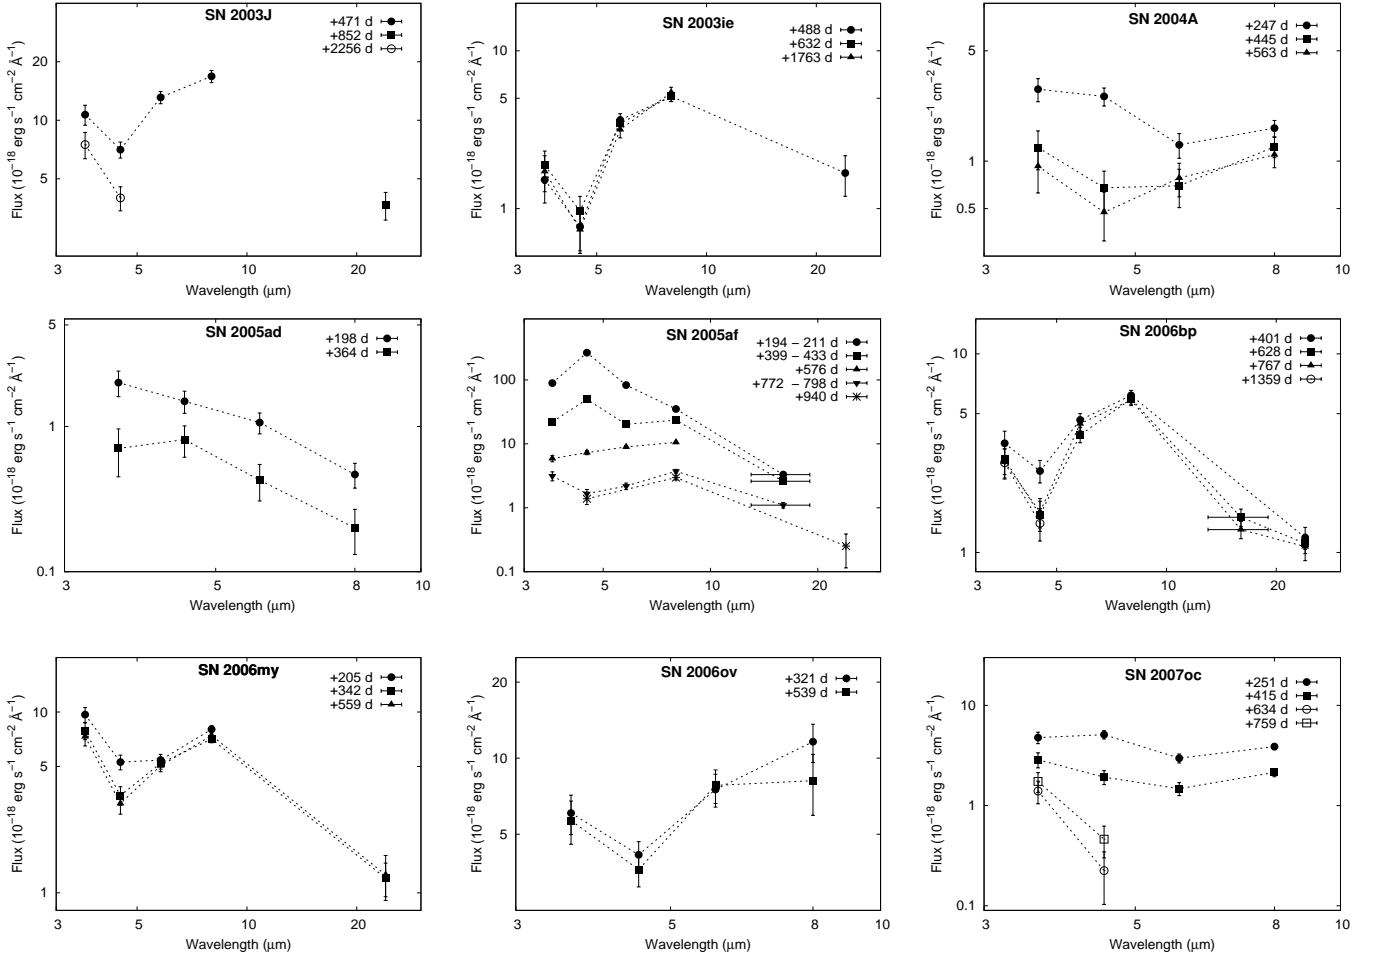 SN 2003J
+471 d
+852 d
+2256 d
20
10
5
3
5
10
20
Flux (10⁻¹⁸ erg s⁻¹ cm⁻² Å⁻¹)
Wavelength (μm)
SN 2003ie
+488 d
+632 d
+1763 d
10
5
1
3
5
10
20
Flux (10⁻¹⁸ erg s⁻¹ cm⁻² Å⁻¹)
Wavelength (μm)
SN 2004A
+247 d
+445 d
+563 d
5
1
0.5
3
5
8
10
Flux (10⁻¹⁸ erg s⁻¹ cm⁻² Å⁻¹)
Wavelength (μm)
SN 2005ad
+198 d
+364 d
5
1
0.1
3
5
8
10
Flux (10⁻¹⁸ erg s⁻¹ cm⁻² Å⁻¹)
Wavelength (μm)
SN 2005af
+194 − 211 d
+399 − 433 d
+576 d
+772 − 798 d
+940 d
100
10
1
0.1
3
5
10
20
Flux (10⁻¹⁸ erg s⁻¹ cm⁻² Å⁻¹)
Wavelength (μm)
SN 2006bp
+401 d
+628 d
+767 d
+1359 d
10
5
1
3
5
10
20
Flux (10⁻¹⁸ erg s⁻¹ cm⁻² Å⁻¹)
Wavelength (μm)
SN 2006my
+205 d
+342 d
+559 d
10
5
1
3
5
10
20
Flux (10⁻¹⁸ erg s⁻¹ cm⁻² Å⁻¹)
Wavelength (μm)
SN 2006ov
+321 d
+539 d
20
10
5
3
5
8
10
Flux (10⁻¹⁸ erg s⁻¹ cm⁻² Å⁻¹)
Wavelength (μm)
SN 2007oc
+251 d
+415 d
+634 d
+759 d
10
1
0.1
3
5
8
10
Flux (10⁻¹⁸ erg s⁻¹ cm⁻² Å⁻¹)
Wavelength (μm)